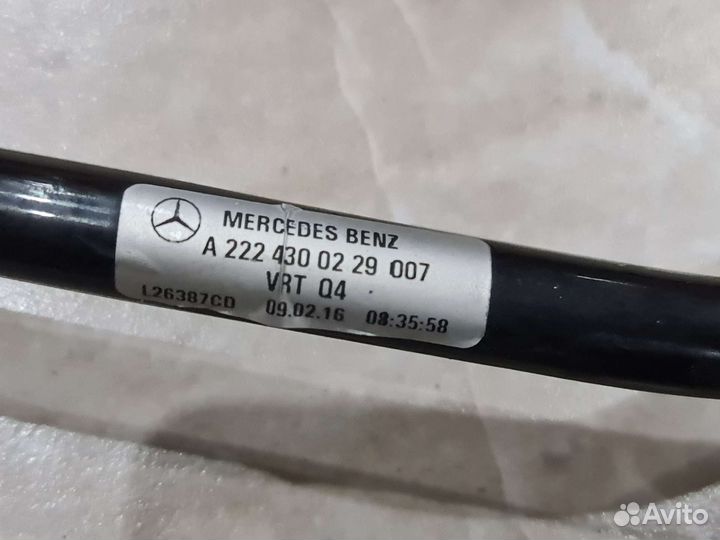 MERCEDES BENZ
A 222 430 02 29 007
VRT Q4
L26387CD 09.02.16 08:35:58
Avito